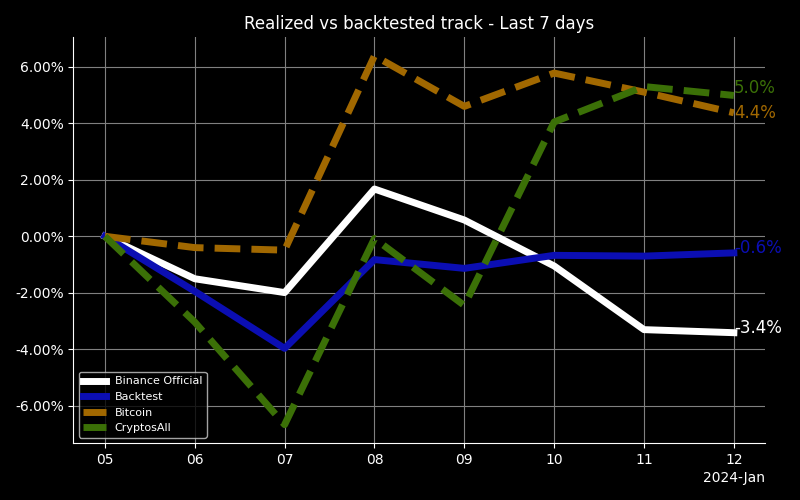 Realized vs backtested track - Last 7 days
6.00%
4.00%
2.00%
0.00%
-2.00%
-4.00%
-6.00%
5.0%
4.4%
-0.6%
-3.4%
Binance Official
Backtest
Bitcoin
CryptosAll
05 06 07 08 09 10 11 12
2024-Jan